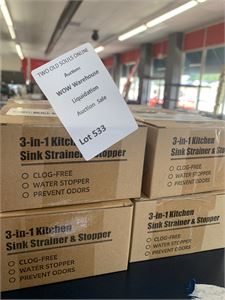 TWO OLD SOULS ONLINE
Auctions
WOW Warehouse
Liquidation
Auction Sale
Lot 533
3-in-1 Kitchen
Sink Strainer & Stopper
CLOG-FREE
WATER STOPPER
PREVENT ODORS
3-in-1 Kitchen
Sink Strainer & Stopper
CLOG-FREE
WATER STOPPER
PREVENT ODORS
3-in-1 Kitchen
Sink Strainer & Stopper
CLOG-FREE
WATER STOPPER
PREVENT ODORS
3-in-1 Kitchen
Sink Strainer & Stopper
CLOG-FREE
WATER STOPPER
PREVENT ODORS